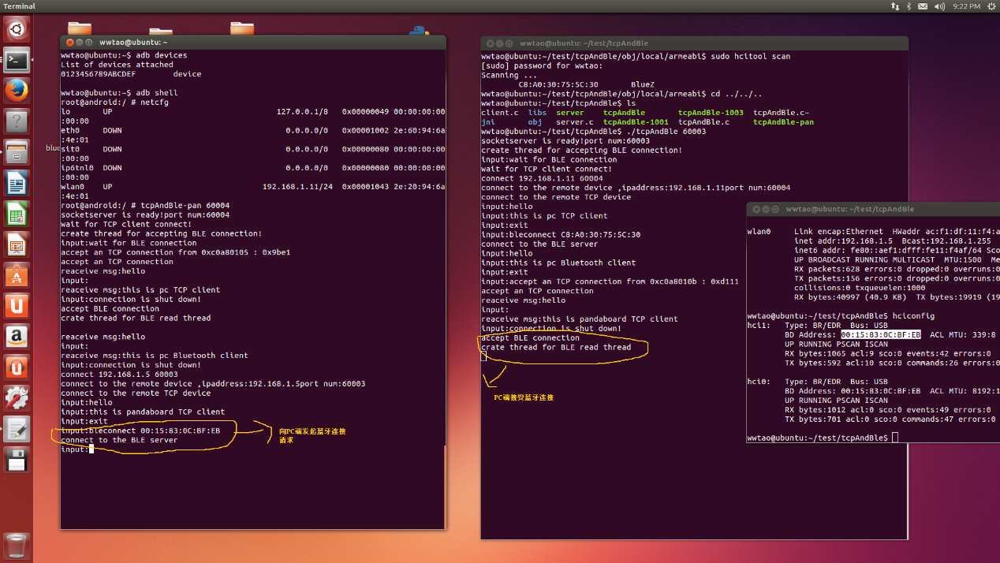 Terminal
9:22 PM
wwtao@ubuntu: ~
wwtao@ubuntu:~$ adb devices
List of devices attached
0123456789ABCDEF device
wwtao@ubuntu:~$ adb shell
root@android:/ # netcfg
lo UP 127.0.0.1/8 0x00000049 00:00:00:00
:00:00
eth0 DOWN 0.0.0.0/0 0x00001002 2e:60:94:6a
:4e:01
sit0 DOWN 0.0.0.0/0 0x00000080 00:00:00:00
:00:00
ip6tnl0 DOWN 0.0.0.0/0 0x00000080 00:00:00:00
:00:00
wlan0 UP 192.168.1.11/24 0x00001043 2e:20:94:6a
:4e:01
root@android:/ # tcpAndBle-pan 60004
socketserver is ready!port num:60004
wait for TCP client connect!
create thread for accepting BLE connection!
input:wait for BLE connection
accept an TCP connection from 0xc0a80105 : 0x9be1
accept an TCP connection
reaceive msg:hello
input:
reaceive msg:this is pc TCP client
input:connection is shut down!
accept BLE connection
crate thread for BLE read thread
reaceive msg:hello
input:
reaceive msg:this is pc Bluetooth client
input:connection is shut down!
connect 192.168.1.5 60003
connect to the remote device ,ipaddress:192.168.1.5port num:60003
connect to the remote TCP device
input:hello
input:this is pandaboard TCP client
input:exit
input:bleconnect 00:15:83:0C:BF:EB
connect to the BLE server
input:
向PC端发起蓝牙连接
请求
blue
wwtao@ubuntu: ~/test/tcpAndBle
wwtao@ubuntu:~/test/tcpAndBle/obj/local/armeabi$ sudo hcitool scan
[sudo] password for wwtao:
Scanning ...
C8:A0:30:75:5C:30 BlueZ
wwtao@ubuntu:~/test/tcpAndBle/obj/local/armeabi$ cd ../../..
wwtao@ubuntu:~/test/tcpAndBle$ ls
client.c libs server tcpAndBle tcpAndBle-1003 tcpAndBle.c~
jni obj server.c tcpAndBle-1001 tcpAndBle.c tcpAndBle-pan
wwtao@ubuntu:~/test/tcpAndBle$ ./tcpAndBle 60003
socketserver is ready!port num:60003
create thread for accepting BLE connection!
input:wait for BLE connection
wait for TCP client connect!
connect 192.168.1.11 60004
connect to the remote device ,ipaddress:192.168.1.11port num:60004
connect to the remote TCP device
input:hello
input:this is pc TCP client
input:exit
input:bleconnect C8:A0:30:75:5C:30
connect to the BLE server
input:hello
input:this is pc Bluetooth client
input:exit
input:accept an TCP connection from 0xc0a8010b : 0xd111
accept an TCP connection
reaceive msg:hello
input:
reaceive msg:this is pandaboard TCP client
input:connection is shut down!
accept BLE connection
crate thread for BLE read thread
PC端接受蓝牙连接
wwtao@ubuntu: ~/test/tcpAndBle
wlan0 Link encap:Ethernet HWaddr ac:f1:df:11:f4:a
inet addr:192.168.1.5 Bcast:192.168.1.255
inet6 addr: fe80::aef1:dfff:fe11:f4af/64 Sco
UP BROADCAST RUNNING MULTICAST MTU:1500 Me
RX packets:628 errors:0 dropped:0 overruns:0
TX packets:156 errors:0 dropped:0 overruns:0
collisions:0 txqueuelen:1000
RX bytes:40997 (40.9 KB) TX bytes:19919 (19
wwtao@ubuntu:~/test/tcpAndBle$ hciconfig
hci1: Type: BR/EDR Bus: USB
BD Address: 00:15:83:0C:BF:EB ACL MTU: 339:8
UP RUNNING PSCAN ISCAN
RX bytes:1065 acl:9 sco:0 events:42 errors:0
TX bytes:592 acl:10 sco:0 commands:26 errors:0
hci0: Type: BR/EDR Bus: USB
BD Address: 00:15:83:0C:BF:EB ACL MTU: 8192:1
UP RUNNING PSCAN ISCAN
RX bytes:1012 acl:0 sco:0 events:49 errors:0
TX bytes:701 acl:0 sco:0 commands:47 errors:0
wwtao@ubuntu:~/test/tcpAndBle$